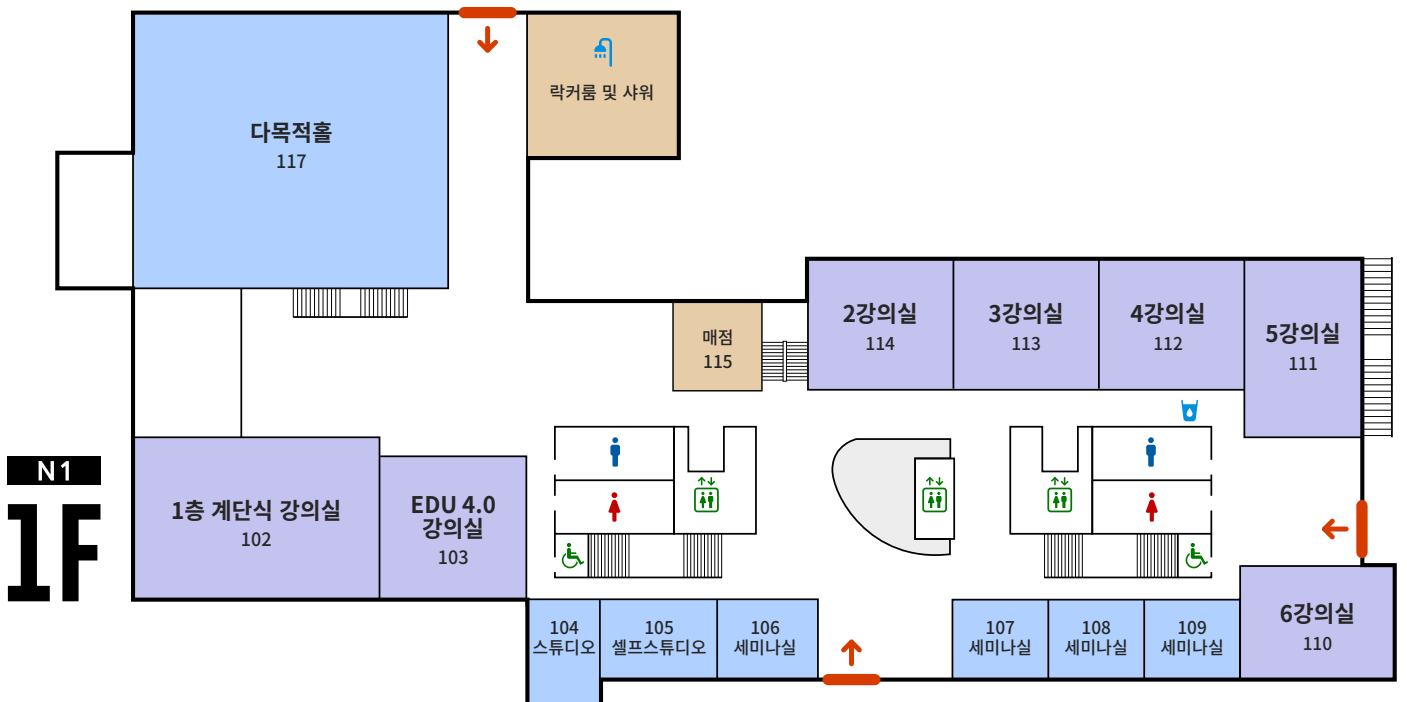 다목적홀
117
락커룸 및 샤워
매점
115
2강의실
114
3강의실
113
4강의실
112
5강의실
111
N1
1F
1층 계단식 강의실
102
EDU 4.0
강의실
103
104
스튜디오
105
셀프스튜디오
106
세미나실
107
세미나실
108
세미나실
109
세미나실
6강의실
110